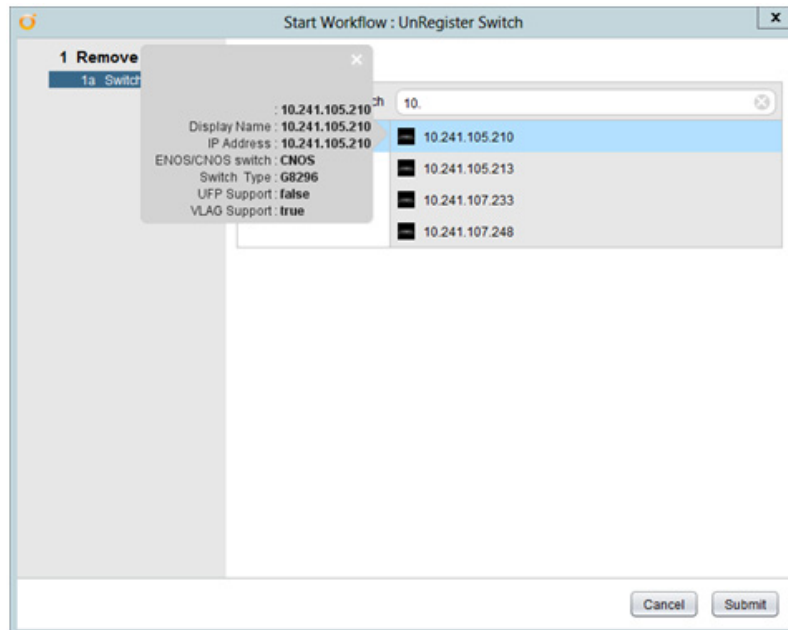 Start Workflow : UnRegister Switch
x
1 Remove
1a Switch
: 10.241.105.210
Display Name : 10.241.105.210
IP Address : 10.241.105.210
ENOS/CNOS switch : CNOS
Switch Type : G8296
UFP Support : false
VLAG Support : true
ch
10.
10.241.105.210
10.241.105.213
10.241.107.233
10.241.107.248
Cancel
Submit